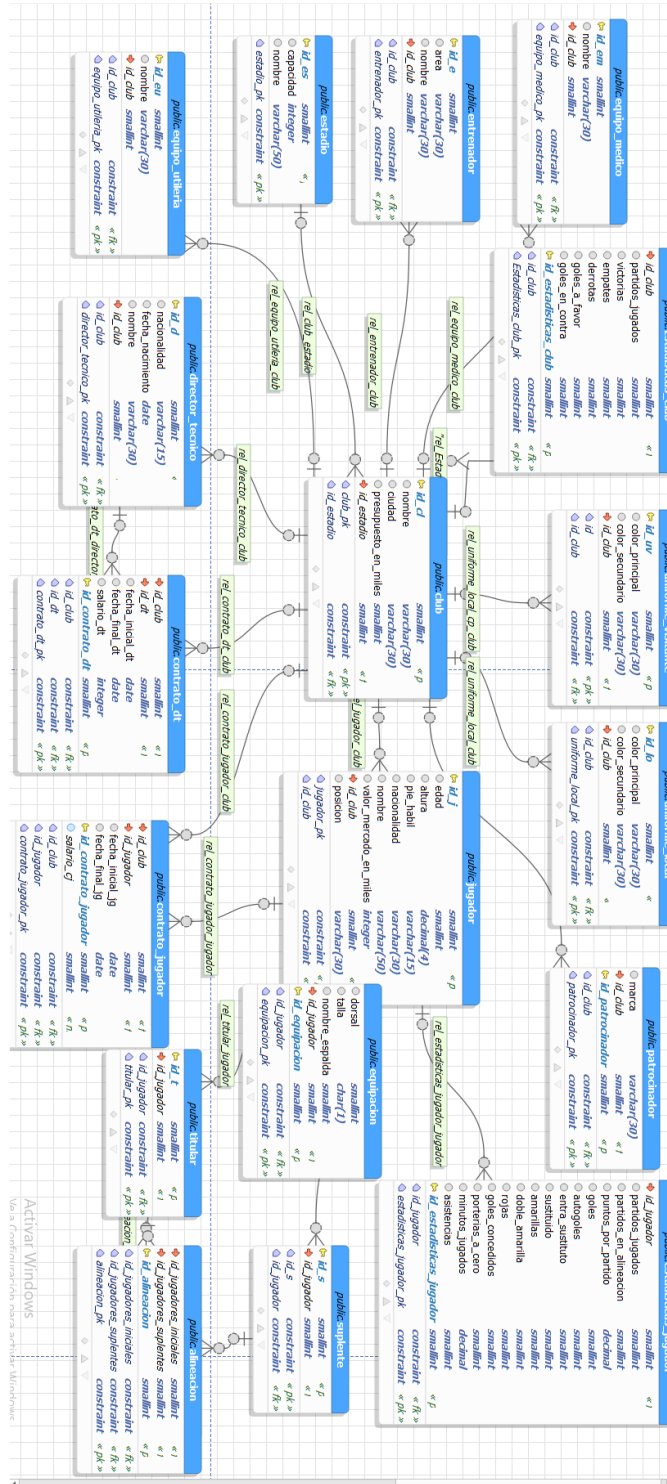 public.equipo_medico
id_em smallint
nombre varchar(30)
id_club smallint
id_club constraint « fk »
equipo_medico_pk constraint « pk »
id_club smallint
partidos_jugados smallint
victorias smallint
empates smallint
derrotas smallint
goles_a_favor smallint
goles_en_contra smallint
id_estadisticas_club smallint « p
id_club constraint « fk »
Estadisticas_club_pk constraint « pk »
id_uv smallint
color_principal varchar(30)
color_secundario varchar(30)
id_club smallint
id constraint « pk »
id_club constraint « fk »
id_lo smallint
color_principal varchar(30)
color_secundario varchar(30)
id_club smallint
id_club constraint « fk »
uniforme_local_pk constraint « pk »
public.patrocinador
marca varchar(30)
id_club smallint
id_patrocinador smallint « p
id_club constraint « fk »
patrocinador_pk constraint « pk »
id_jugador smallint
partidos_jugados smallint
partidos_en_alineacion smallint
puntos_por_partido decimal
goles smallint
autogoles smallint
entra_sustituto smallint
sustituido smallint
amarillas smallint
doble_amarilla smallint
rojas smallint
goles_concedidos smallint
porterias_a_cero smallint
minutos_jugados decimal
asistencias smallint
id_estadisticas_jugador smallint « p
id_jugador constraint « fk »
estadisticas_jugador_pk constraint « pk »
public.entrenador
id_e smallint
area varchar(30)
nombre varchar(30)
id_club smallint
id_club constraint « fk »
entrenador_pk constraint « pk »
public.estadio
id_es smallint
capacidad integer
nombre varchar(50)
estadio_pk constraint « pk »
rel_equipo_medico_club
"rel_Estad
rel_entrenador_club
rel_club_estadio
rel_equipo_utileria_club
rel_uniforme_local_cp_club
rel_uniforme_local_club
public.club
id_cl smallint « p
nombre varchar(30)
ciudad varchar(30)
presupuesto_en_miles smallint
id_estadio smallint
club_pk constraint « pk »
id_estadio constraint « fk »
el_jugador_club
public.jugador
id_j smallint « p
edad smallint
altura decimal(4)
pie_habil varchar(15)
nacionalidad varchar(30)
nombre varchar(50)
valor_mercado_en_miles integer
id_club smallint
posicion varchar(30)
jugador_pk constraint
id_club constraint
rel_estadisticas_jugador_jugador
public.equipacion
dorsal smallint
talla char(1)
nombre_espalda varchar(30)
id_jugador smallint
id_equipacion smallint « p
id_jugador constraint « fk »
equipacion_pk constraint « pk »
public.suplente
id_s smallint « p
id_jugador smallint
id_s constraint « pk »
id_jugador constraint « fk »
public.equipo_utileria
id_eu smallint
nombre varchar(30)
id_club smallint
id_club constraint « fk »
equipo_utileria_pk constraint « pk »
public.director_tecnico
id_d smallint
nacionalidad varchar(15)
fecha_nacimiento date
nombre varchar(30)
id_club smallint
id_club constraint « fk »
director_tecnico_pk constraint « pk »
rel_director_tecnico_club
rel_contrato_dt_club
rel_contrato_jugador_club
rel_contrato_jugador_jugador
rel_titular_jugador
ato_dt_director
public.contrato_dt
id_club smallint
id_dt smallint
fecha_inicial_dt date
fecha_final_dt date
salario_dt integer
id_contrato_dt smallint « p
id_club constraint « fk »
id_dt constraint « fk »
contrato_dt_pk constraint « pk »
public.contrato_jugador
id_club smallint
id_jugador smallint
fecha_inicial_jg date
fecha_final_jg date
id_contrato_jugador smallint « p
salario_cj smallint « n
id_club constraint « fk »
id_jugador constraint « fk »
contrato_jugador_pk constraint « pk »
public.titular
id_t smallint « p
id_jugador smallint
id_jugador constraint « fk »
titular_pk constraint « pk »
eacion
public.alineacion
id_jugadores_iniciales smallint
id_jugadores_suplentes smallint
id_alineacion smallint « p
id_jugadores_iniciales constraint « fk »
id_jugadores_suplentes constraint « fk »
alineacion_pk constraint « pk »
Activar Windows
Ve a Configuración para activar Windows